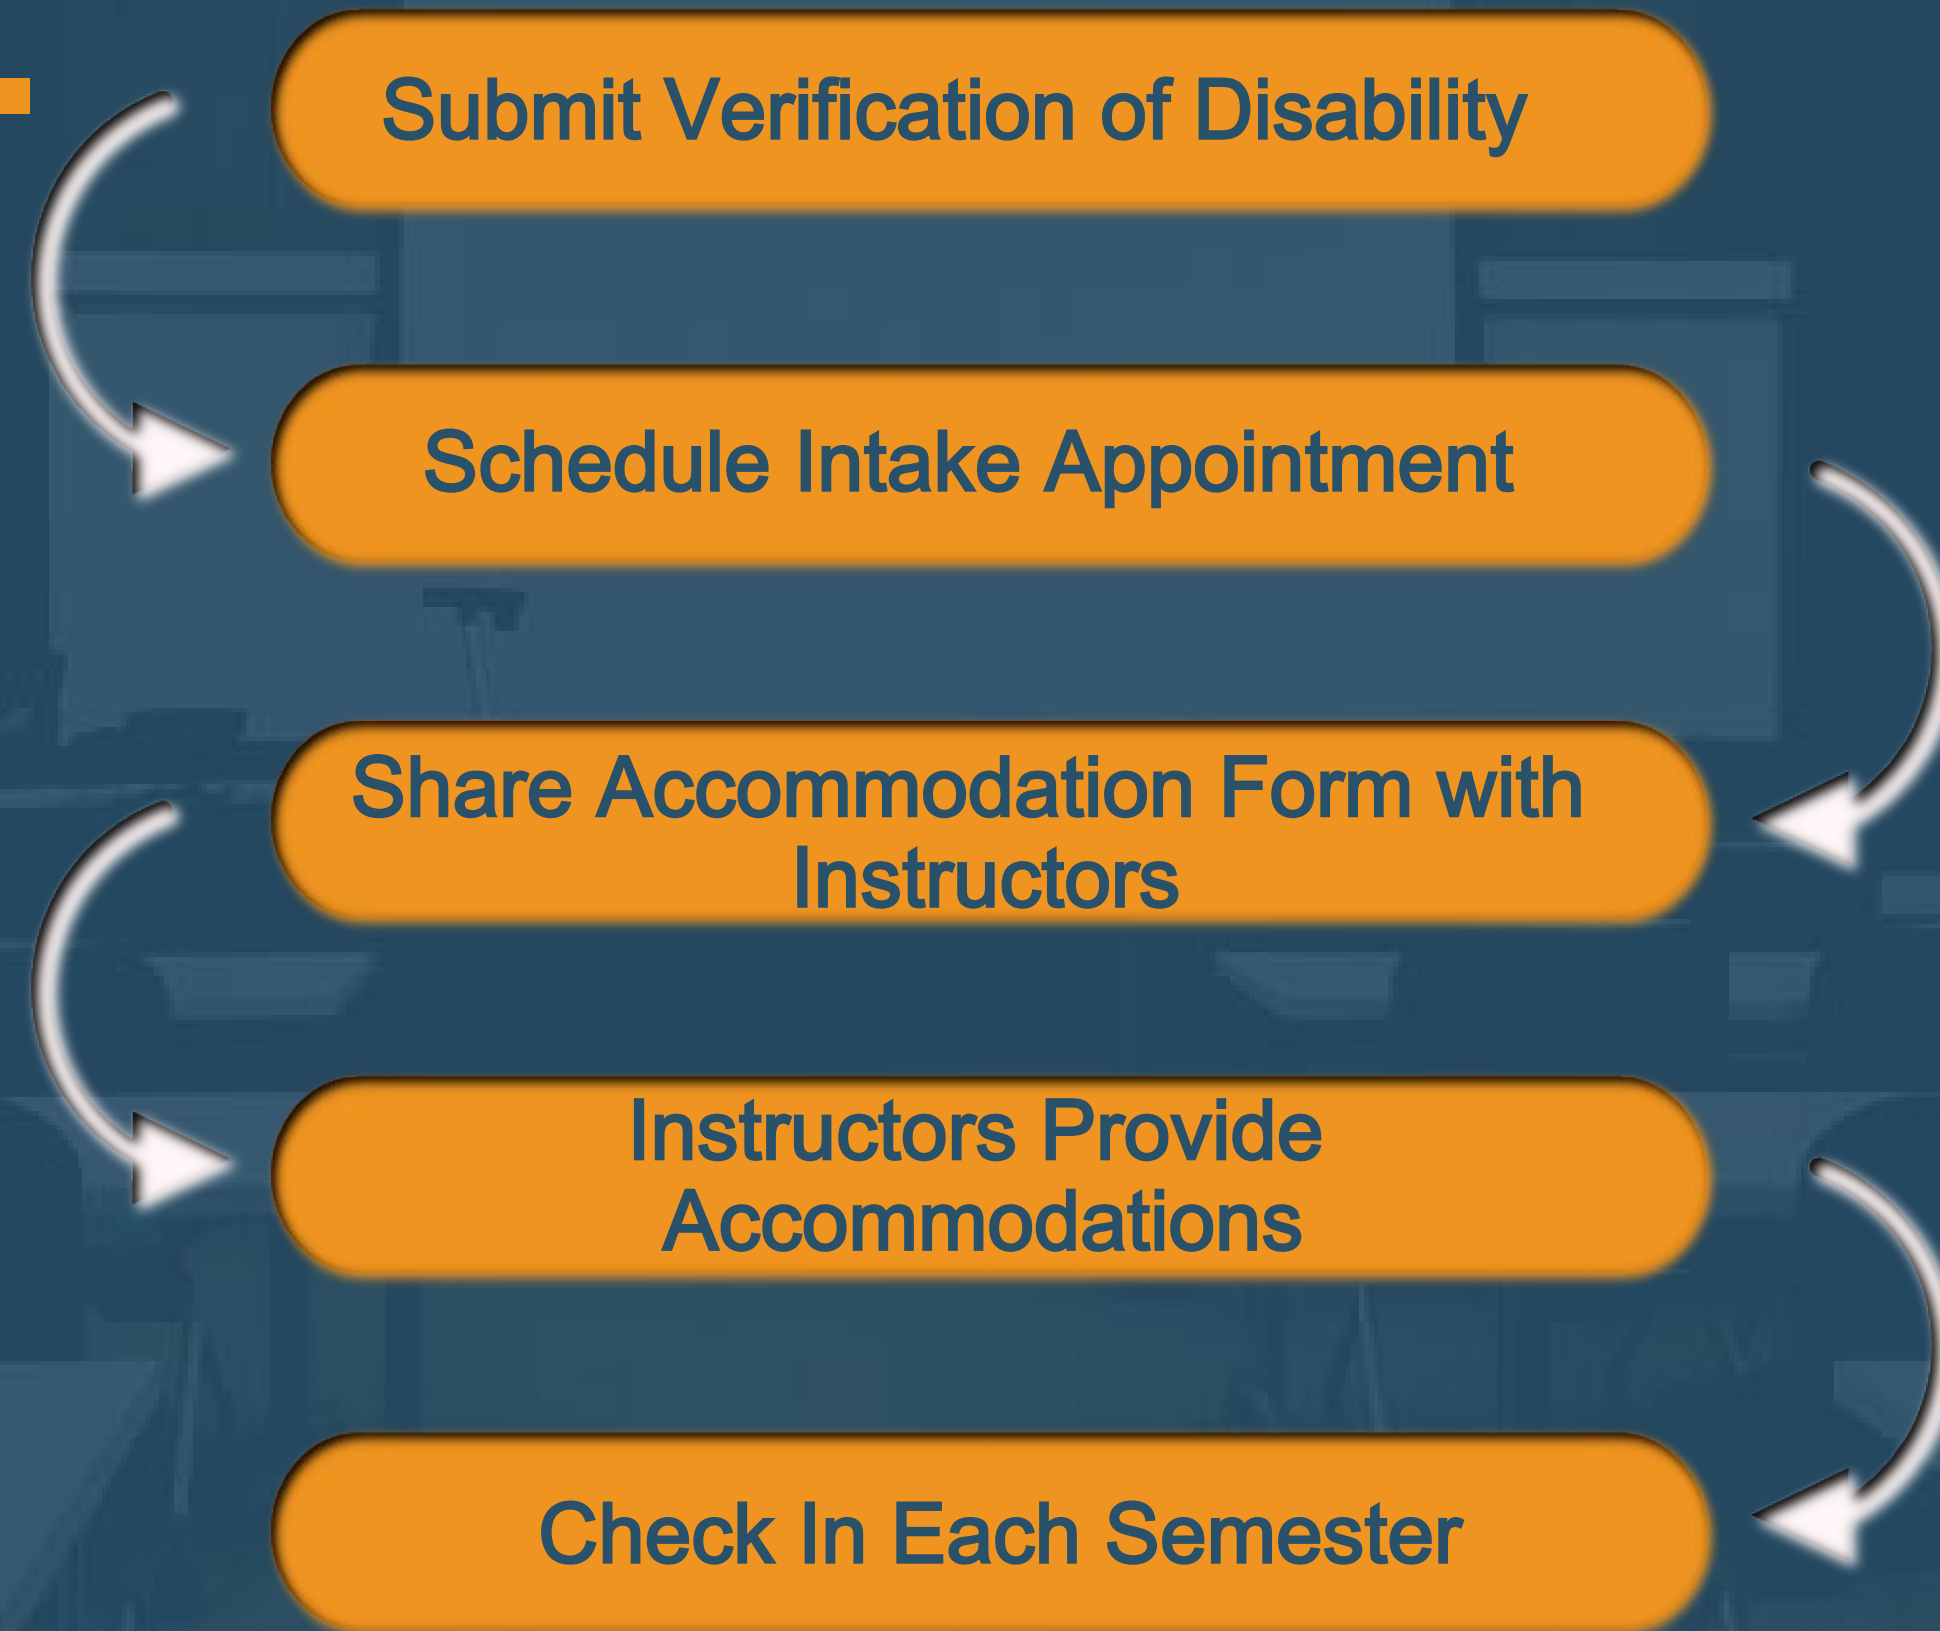 Submit Verification of Disability
Schedule Intake Appointment
Share Accommodation Form with
Instructors
Instructors Provide
Accommodations
Check In Each Semester